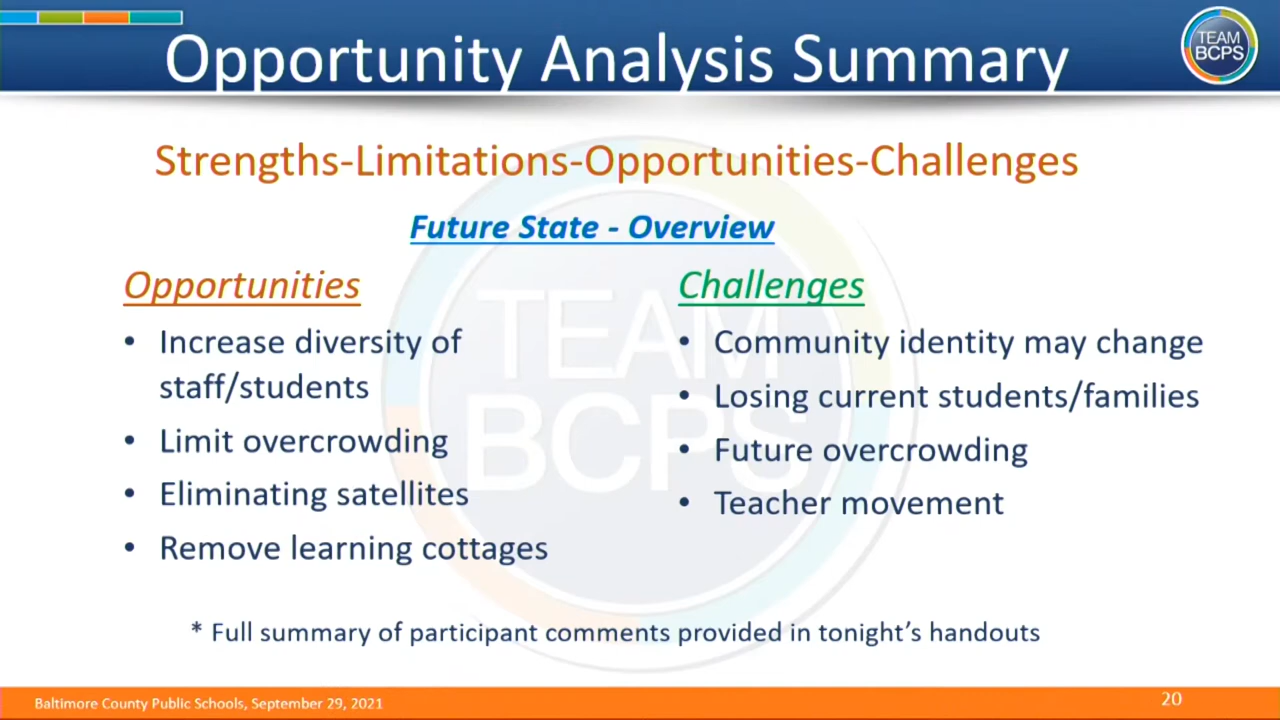 Opportunity Analysis Summary
TEAM
BCPS
Strengths-Limitations-Opportunities-Challenges
Future State - Overview
Opportunities
• Increase diversity of
staff/students
• Limit overcrowding
• Eliminating satellites
• Remove learning cottages
Challenges
• Community identity may change
• Losing current students/families
• Future overcrowding
• Teacher movement
TEAM
BCPS
* Full summary of participant comments provided in tonight’s handouts
Baltimore County Public Schools, September 29, 2021
20